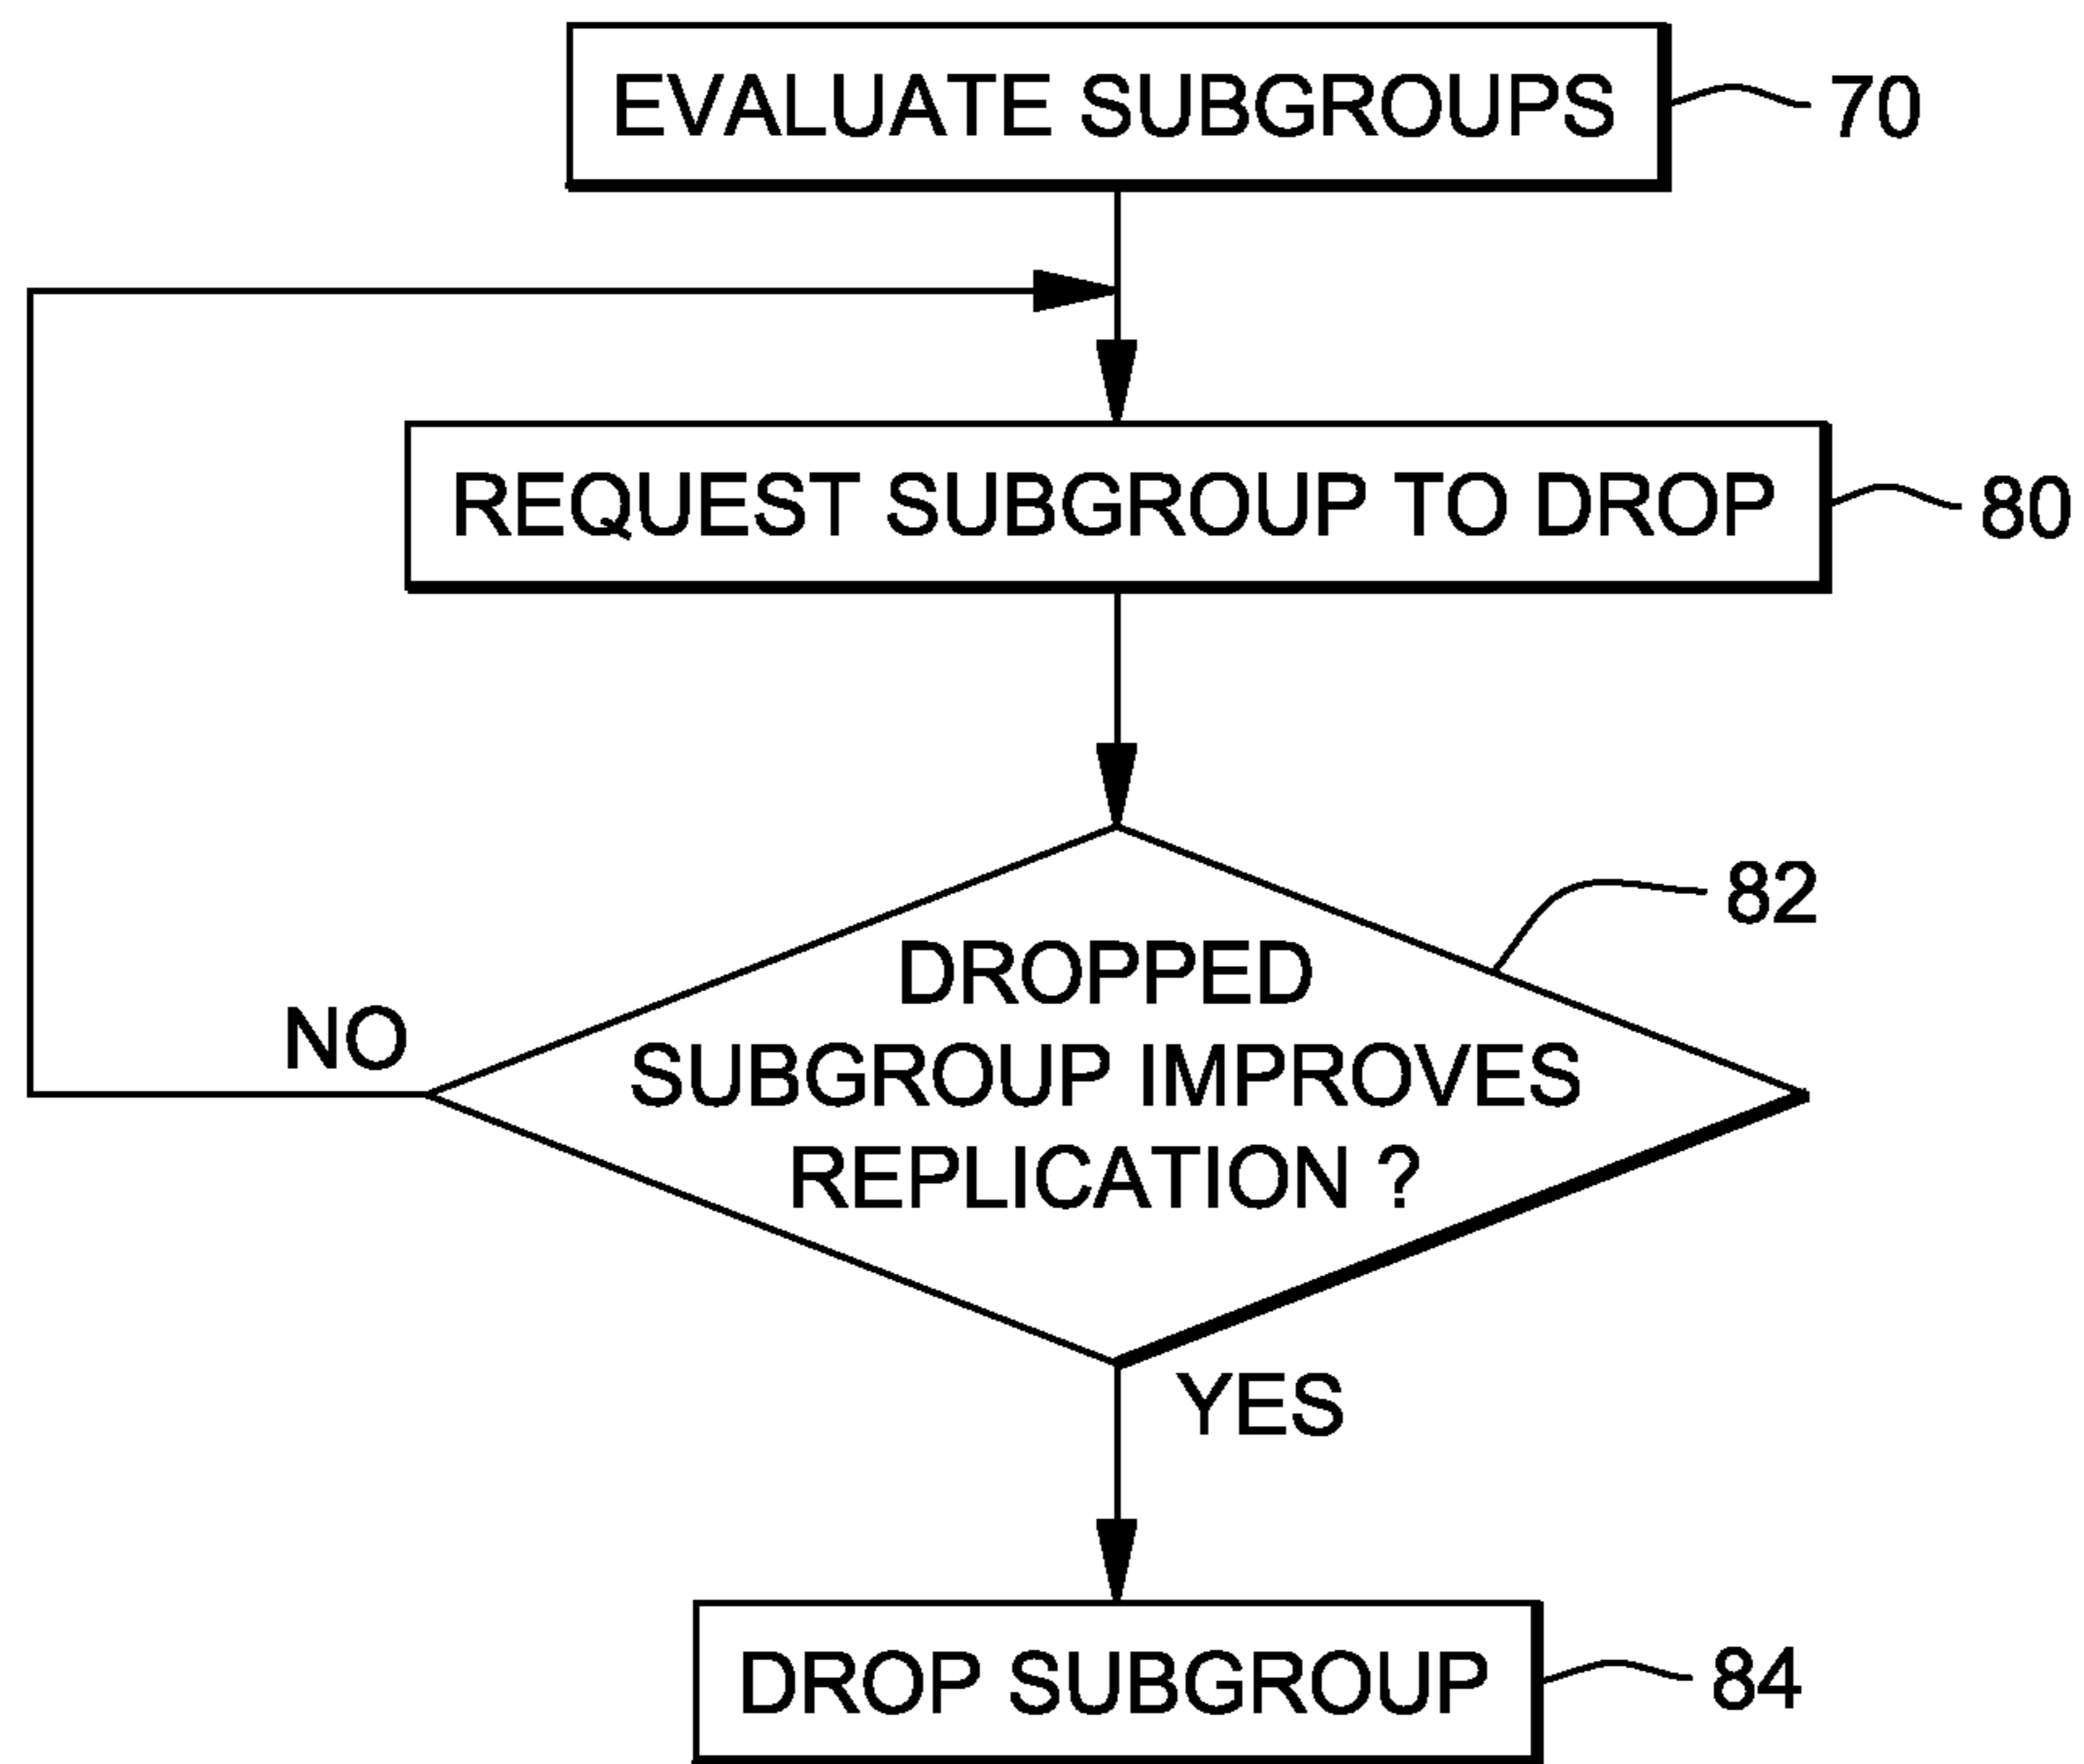 EVALUATE SUBGROUPS
70
REQUEST SUBGROUP TO DROP
80
82
DROPPED
SUBGROUP IMPROVES
REPLICATION ?
NO
YES
DROP SUBGROUP
84